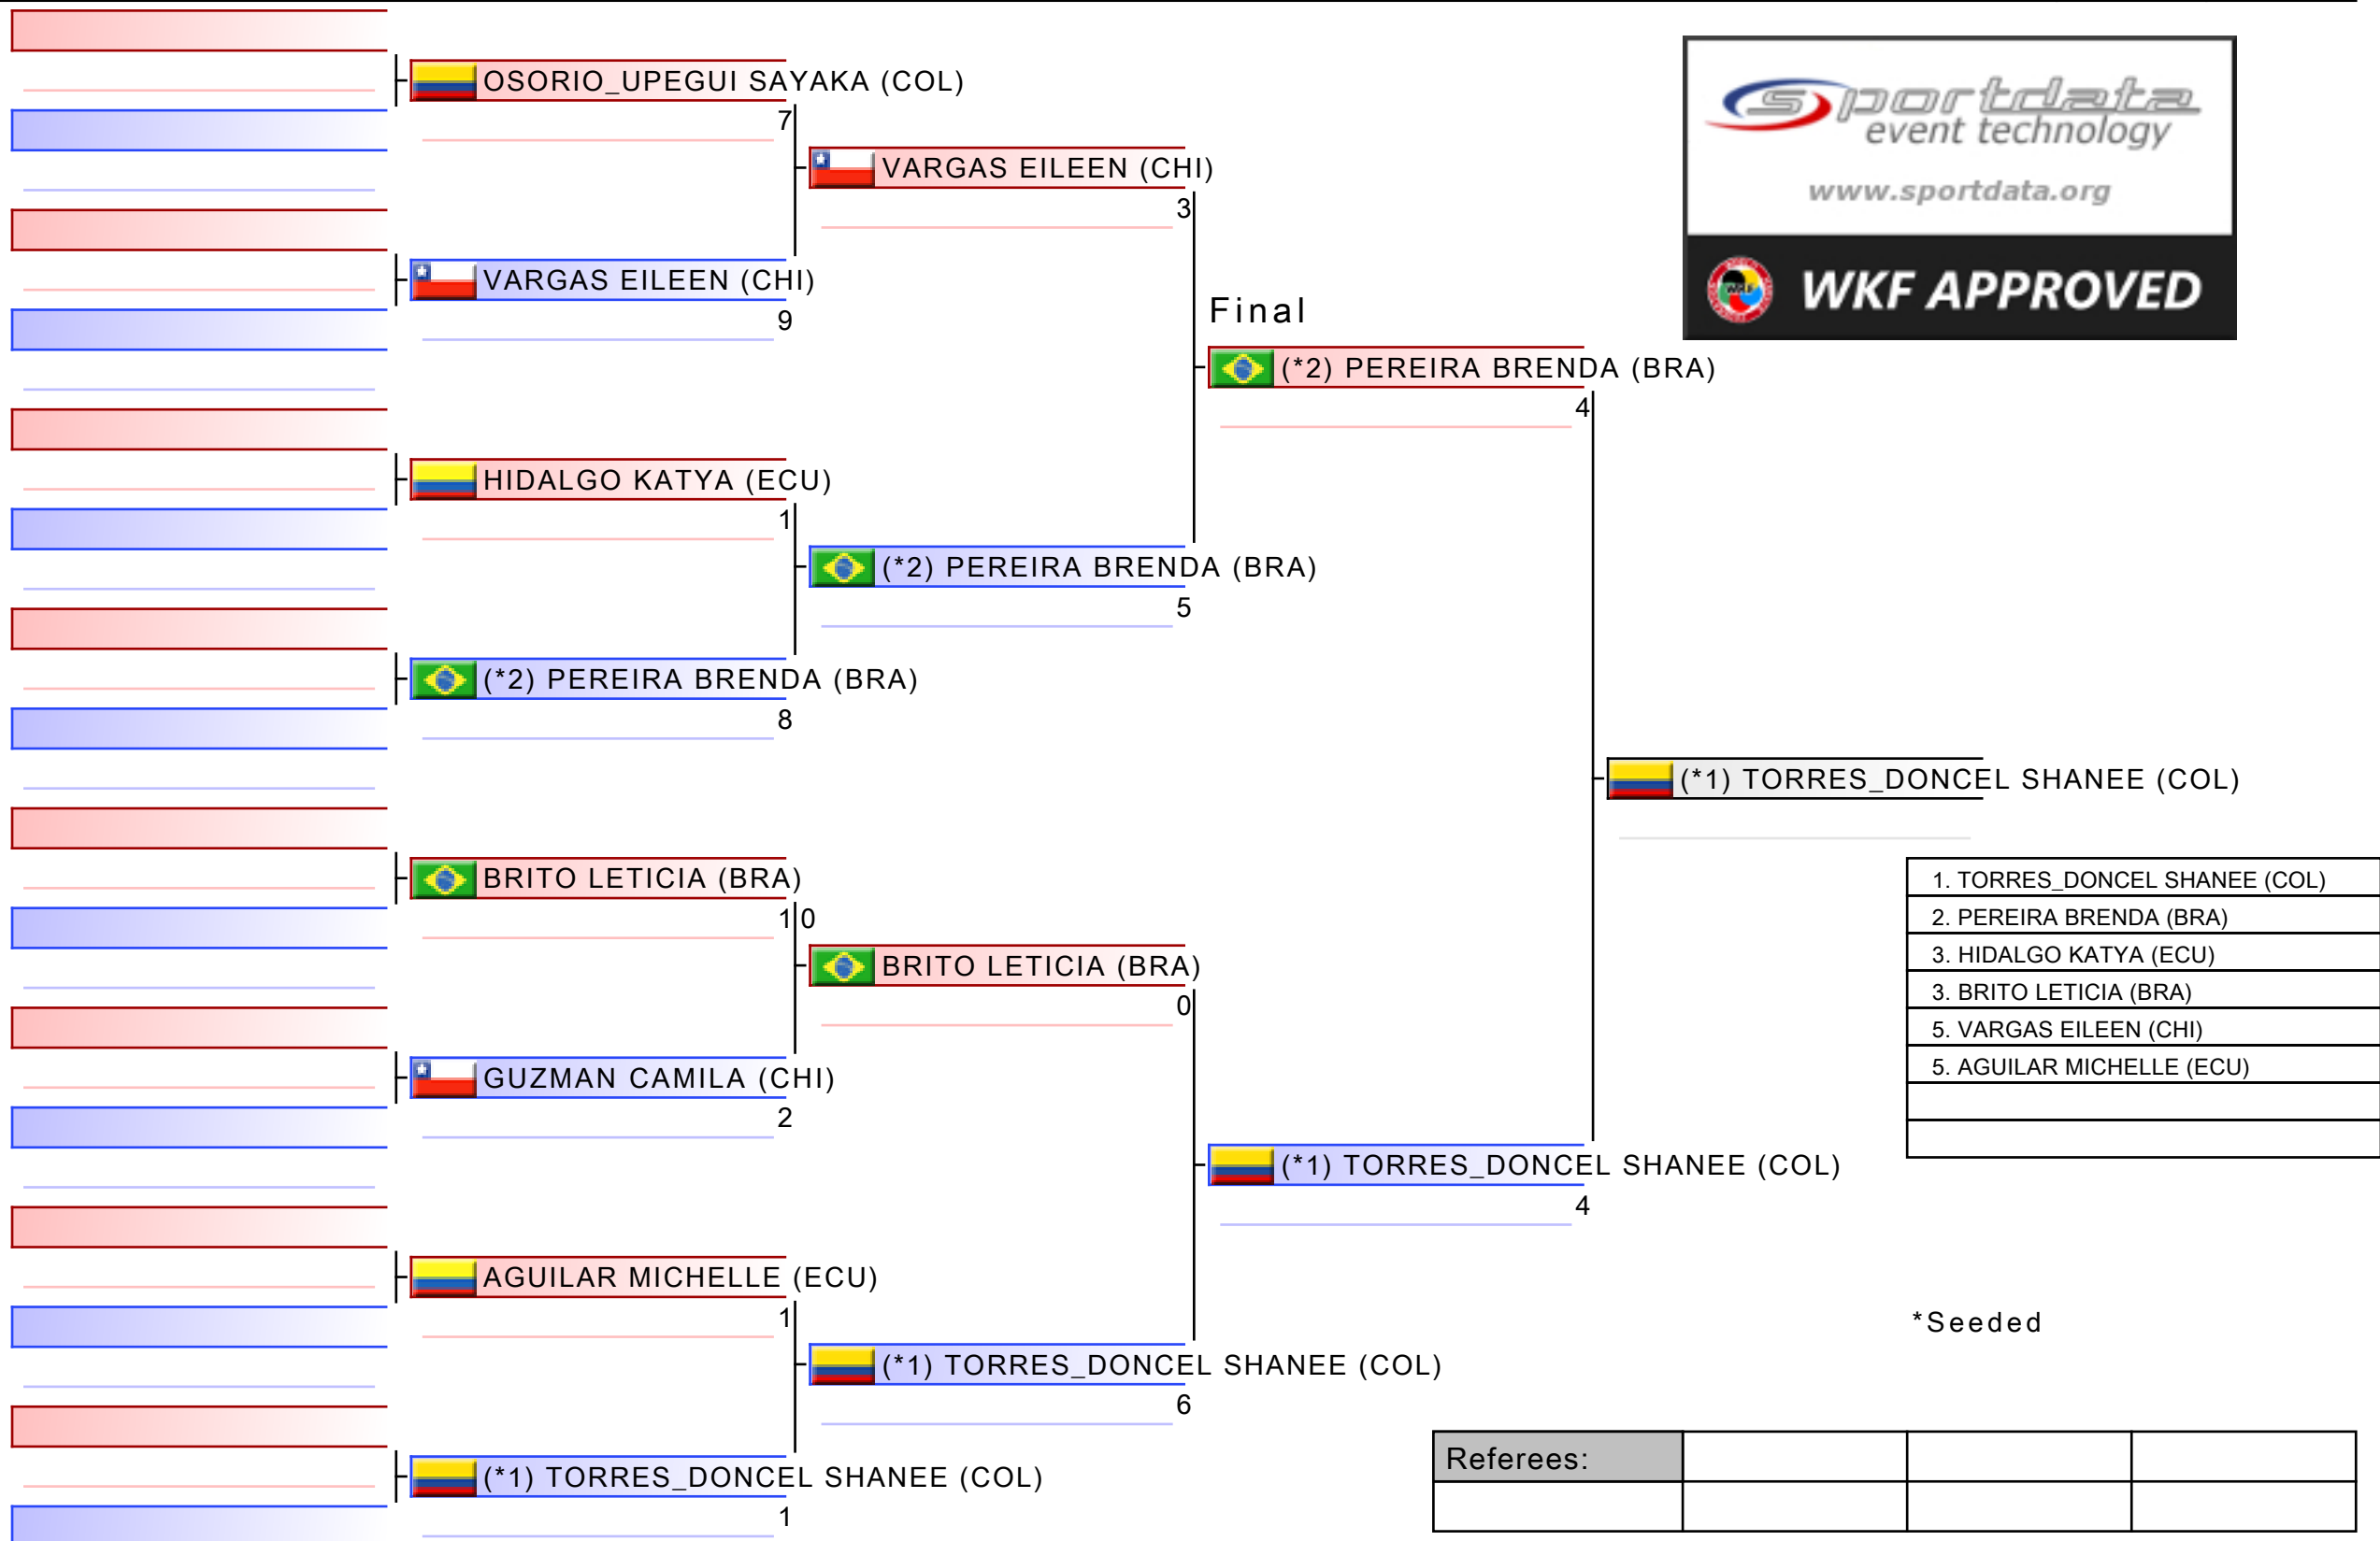 OSORIO_UPEGUI SAYAKA (COL)
7
VARGAS EILEEN (CHI)
3
VARGAS EILEEN (CHI)
9
Final
(*2) PEREIRA BRENDA (BRA)
4
HIDALGO KATYA (ECU)
1
(*2) PEREIRA BRENDA (BRA)
5
(*2) PEREIRA BRENDA (BRA)
8
(*1) TORRES_DONCEL SHANEE (COL)
BRITO LETICIA (BRA)
10
BRITO LETICIA (BRA)
0
GUZMAN CAMILA (CHI)
2
(*1) TORRES_DONCEL SHANEE (COL)
4
AGUILAR MICHELLE (ECU)
1
(*1) TORRES_DONCEL SHANEE (COL)
6
(*1) TORRES_DONCEL SHANEE (COL)
1
sportdata
event technology
www.sportdata.org
WKF
WKF APPROVED
1. TORRES_DONCEL SHANEE (COL)
2. PEREIRA BRENDA (BRA)
3. HIDALGO KATYA (ECU)
3. BRITO LETICIA (BRA)
5. VARGAS EILEEN (CHI)
5. AGUILAR MICHELLE (ECU)
*Seeded
Referees: